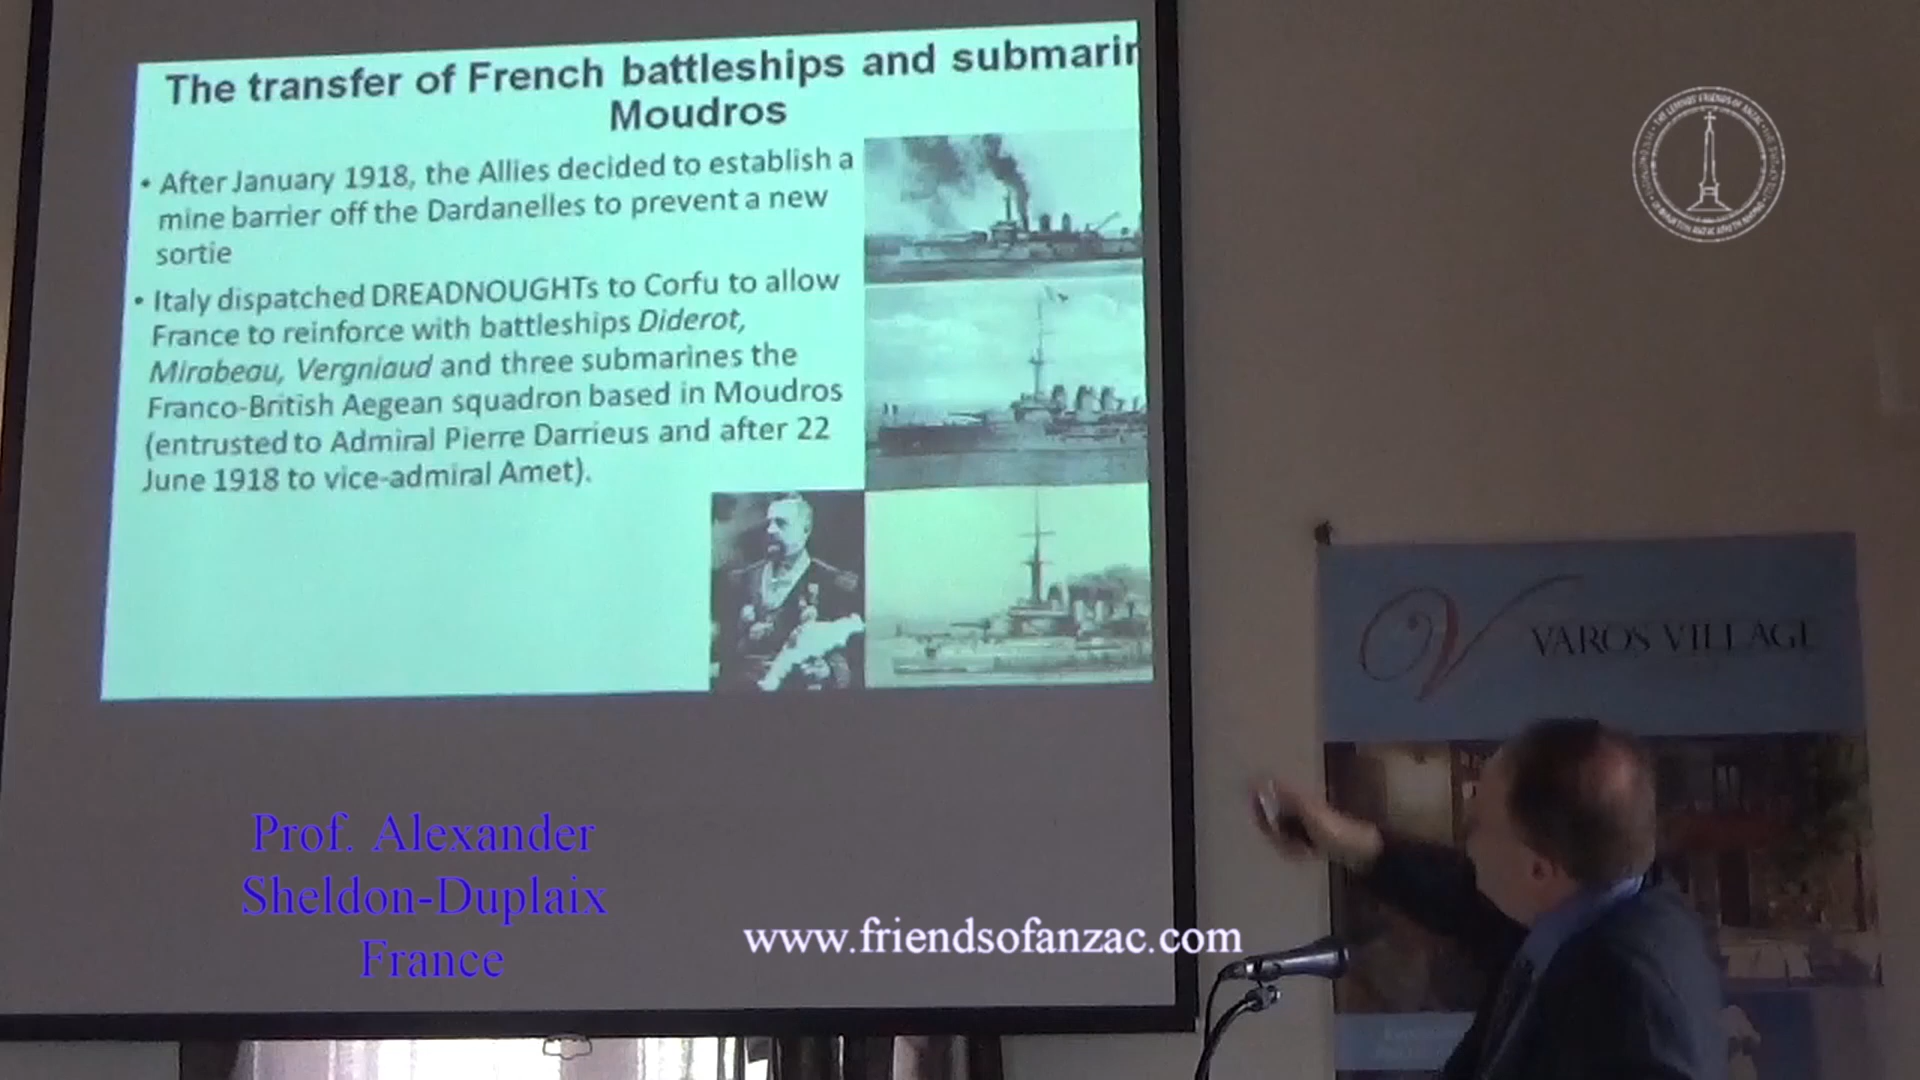 The transfer of French battleships and submarin
Moudros
• After January 1918, the Allies decided to establish a
mine barrier off the Dardanelles to prevent a new
sortie
• Italy dispatched DREADNOUGHTs to Corfu to allow
France to reinforce with battleships Diderot,
Mirabeau, Vergniaud and three submarines the
Franco-British Aegean squadron based in Moudros
(entrusted to Admiral Pierre Darrieus and after 22
June 1918 to vice-admiral Amet).
V VAROS VILLAGE
Prof. Alexander
Sheldon-Duplaix
France
www.friendsofanzac.com